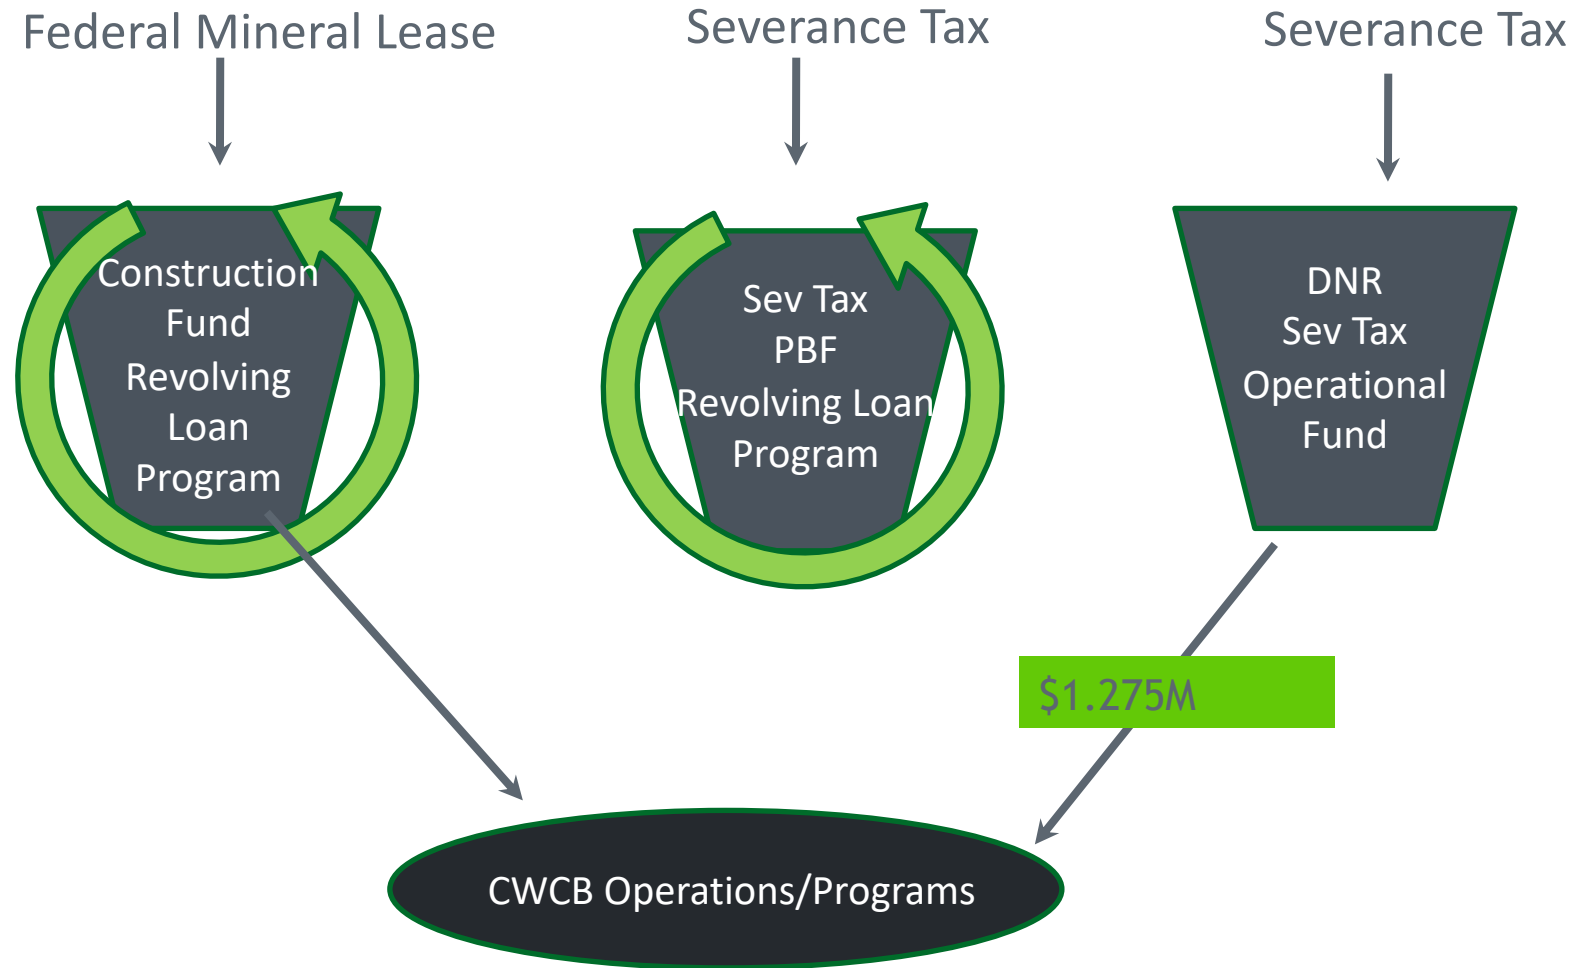 Federal Mineral Lease
Severance Tax
Severance Tax
Construction
Fund
Revolving
Loan
Program
Sev Tax
PBF
Revolving Loan
Program
DNR
Sev Tax
Operational
Fund
$1.275M
CWCB Operations/Programs